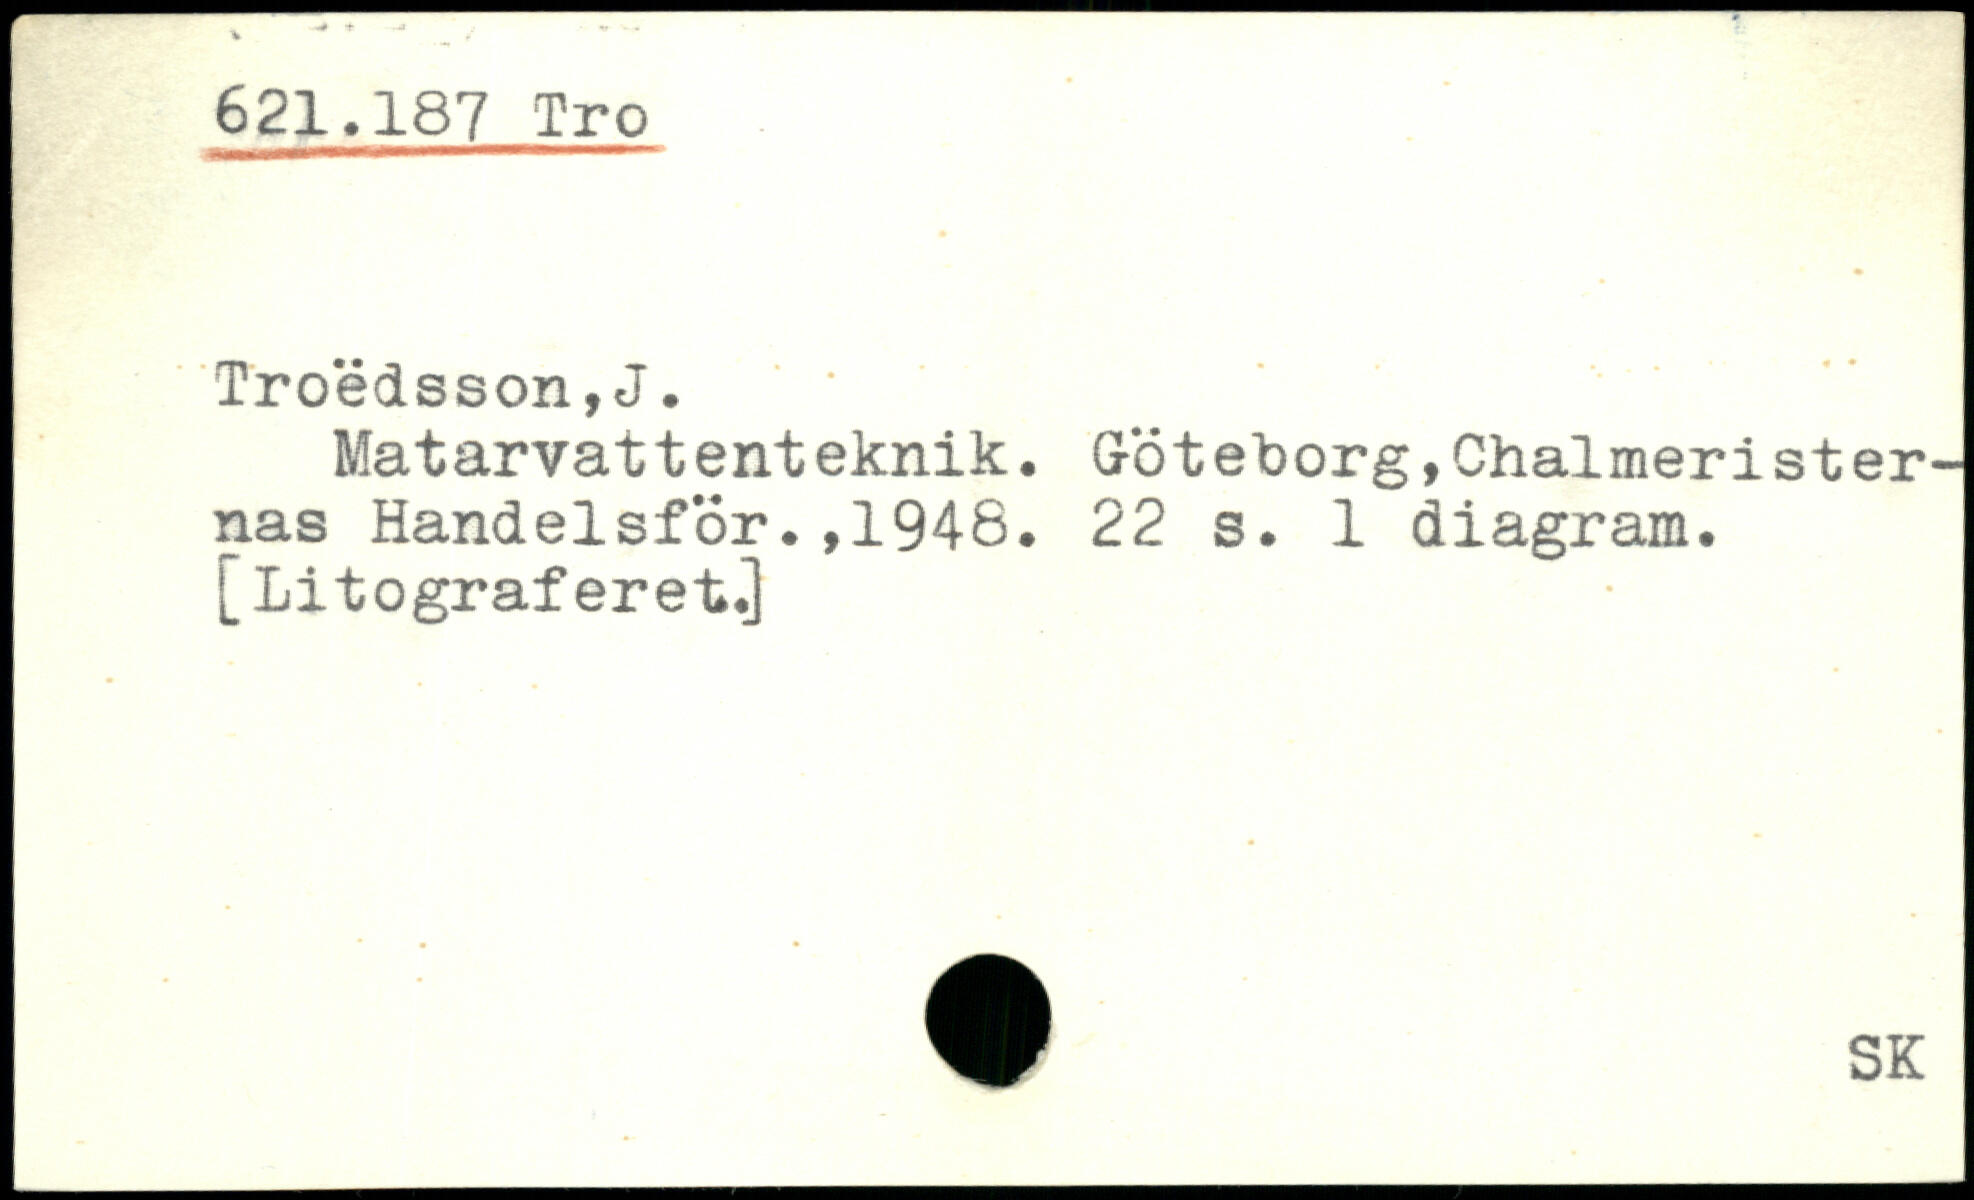 621.187 Tro
Troëdsson,J.
Matarvattenteknik. Göteborg,Chalmerister-
nas Handelsför.,1948. 22 s. 1 diagram.
[Litograferet.]
SK